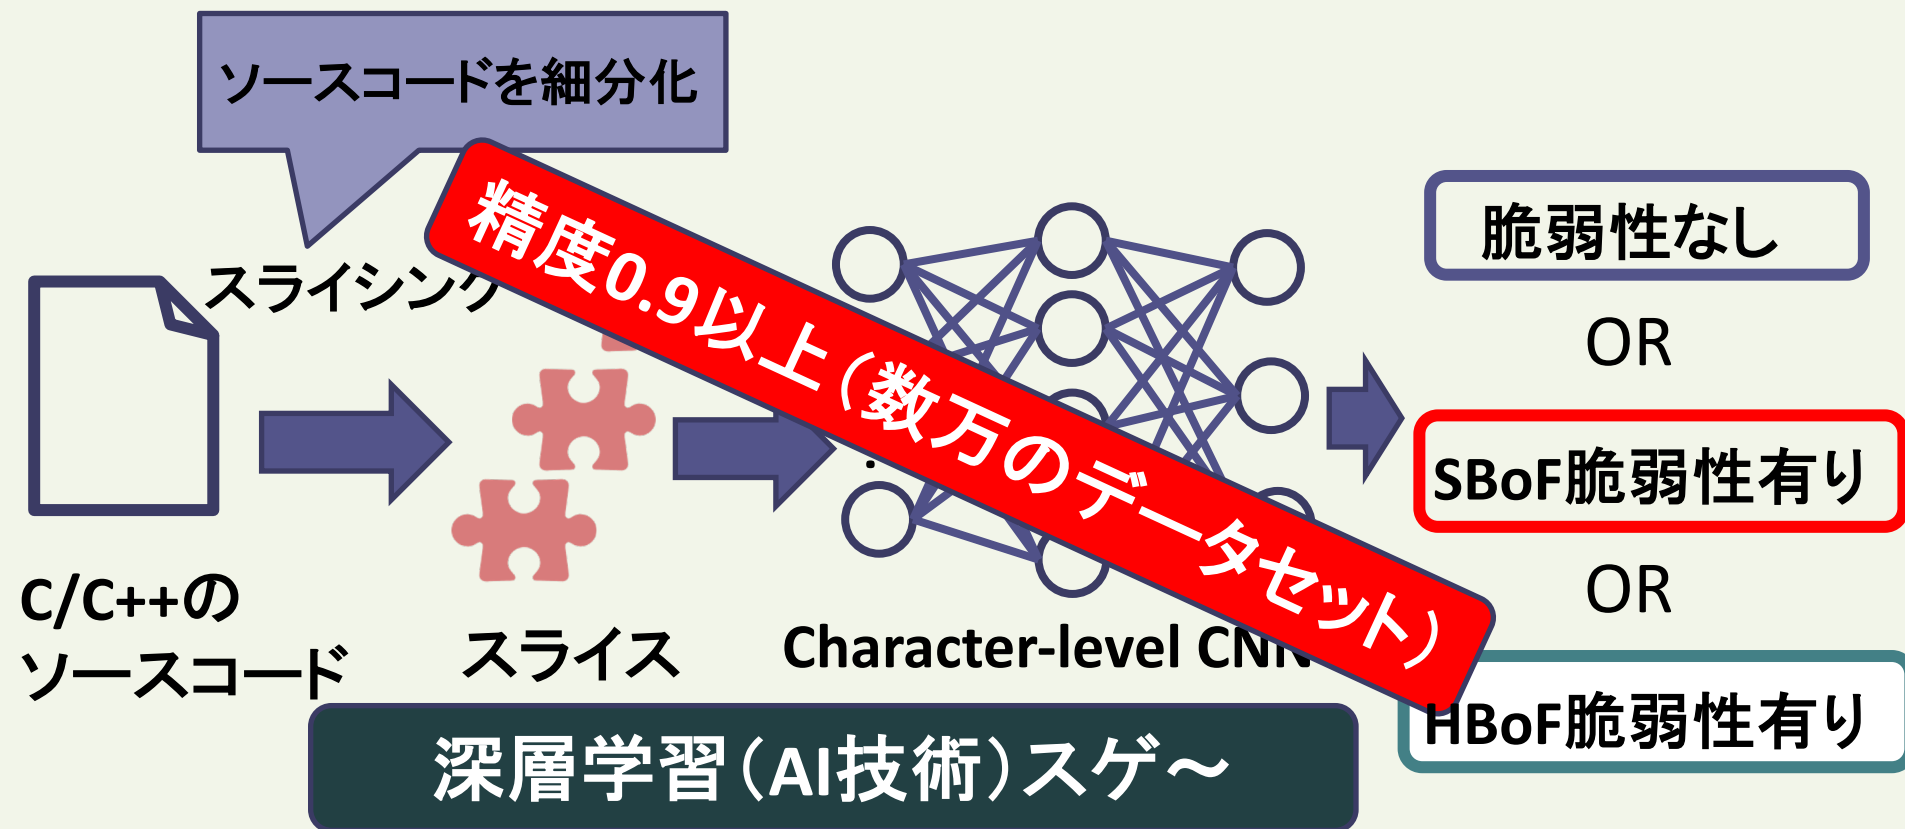 ソースコードを細分化
スライシング
精度0.9以上（数万のデータセット）
脆弱性なし
OR
SBoF脆弱性有り
OR
HBoF脆弱性有り
C/C++の
ソースコード
スライス
Character-level CNN
深層学習（AI技術）スゲ～